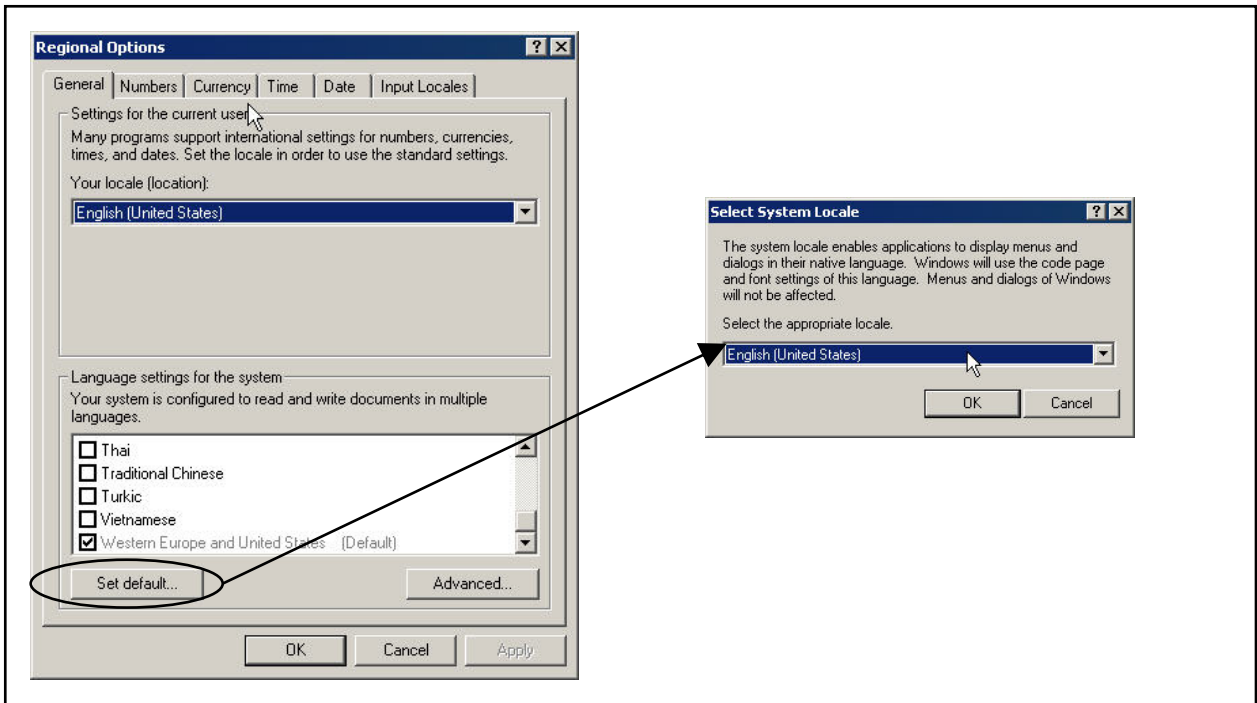 Regional Options
General Numbers Currency Time Date Input Locales
Settings for the current user
Many programs support international settings for numbers, currencies,
times, and dates. Set the locale in order to use the standard settings.
Your locale (location):
English (United States)
Language settings for the system
Your system is configured to read and write documents in multiple
languages.
Thai
Traditional Chinese
Turkic
Vietnamese
Western Europe and United States (Default)
Set default...
Advanced...
OK Cancel Apply
Select System Locale
The system locale enables applications to display menus and
dialogs in their native language. Windows will use the code page
and font settings of this language. Menus and dialogs of Windows
will not be affected.
Select the appropriate locale.
English (United States)
OK Cancel